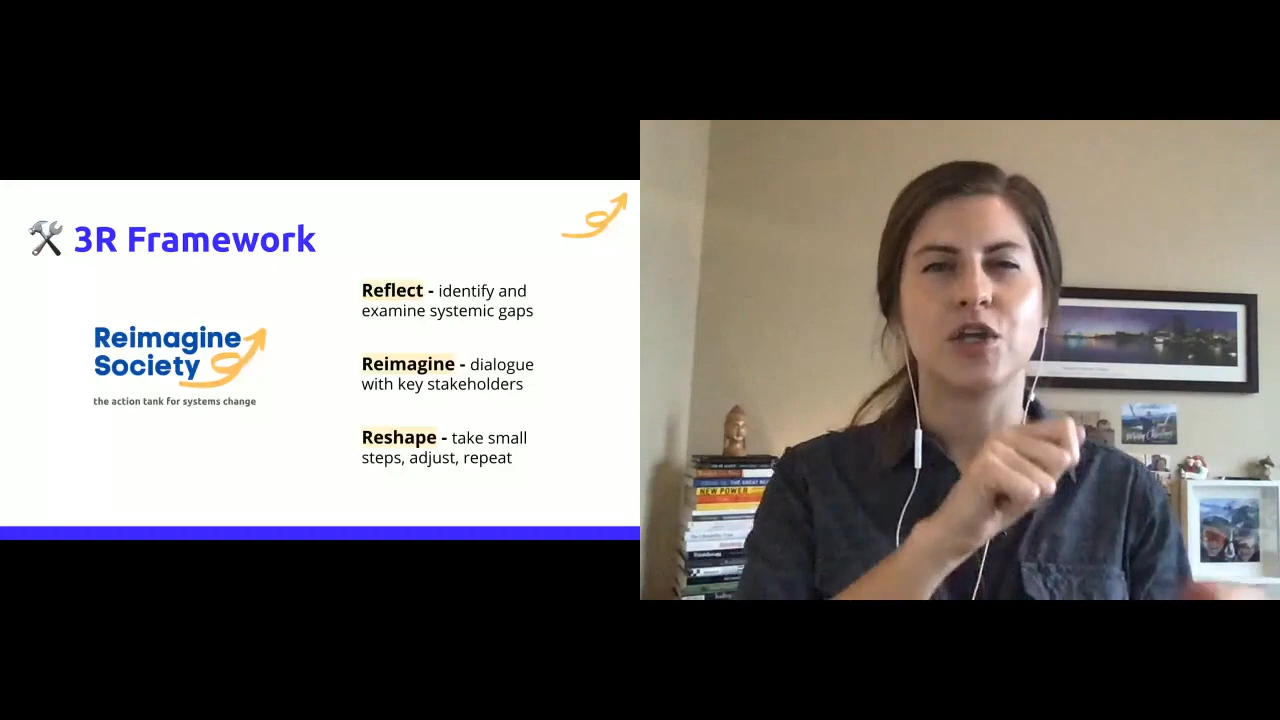 3R Framework
Reimagine
Society
the action tank for systems change
Reflect - identify and
examine systemic gaps
Reimagine - dialogue
with key stakeholders
Reshape - take small
steps, adjust, repeat
NEW POWER